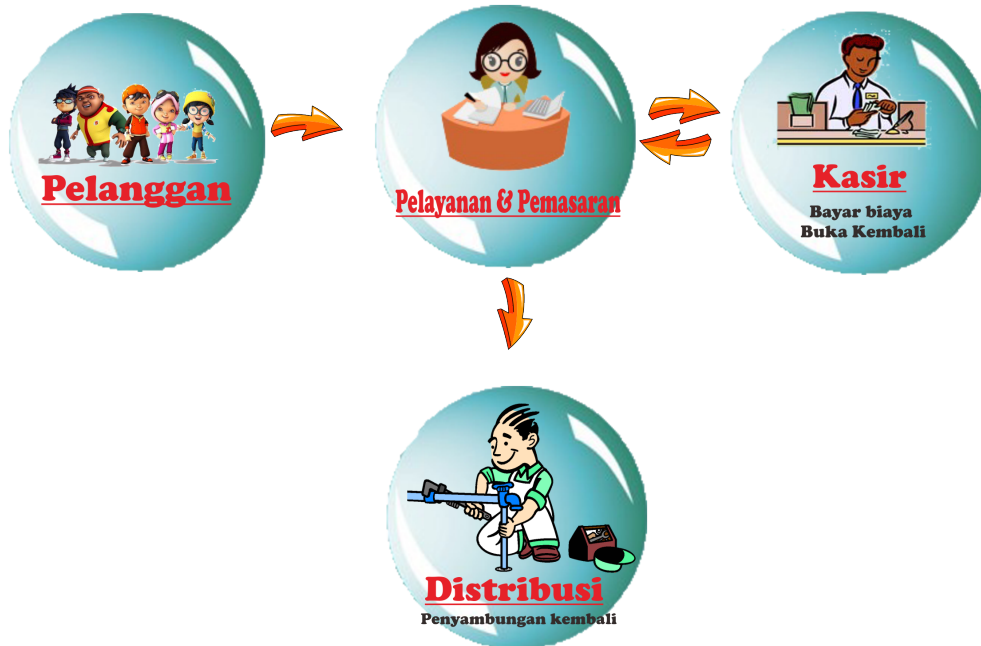 Pelanggan
Pelayanan & Pemasaran
Kasir
Bayar biaya
Buka Kembali
Distribusi
Penyambungan kembali